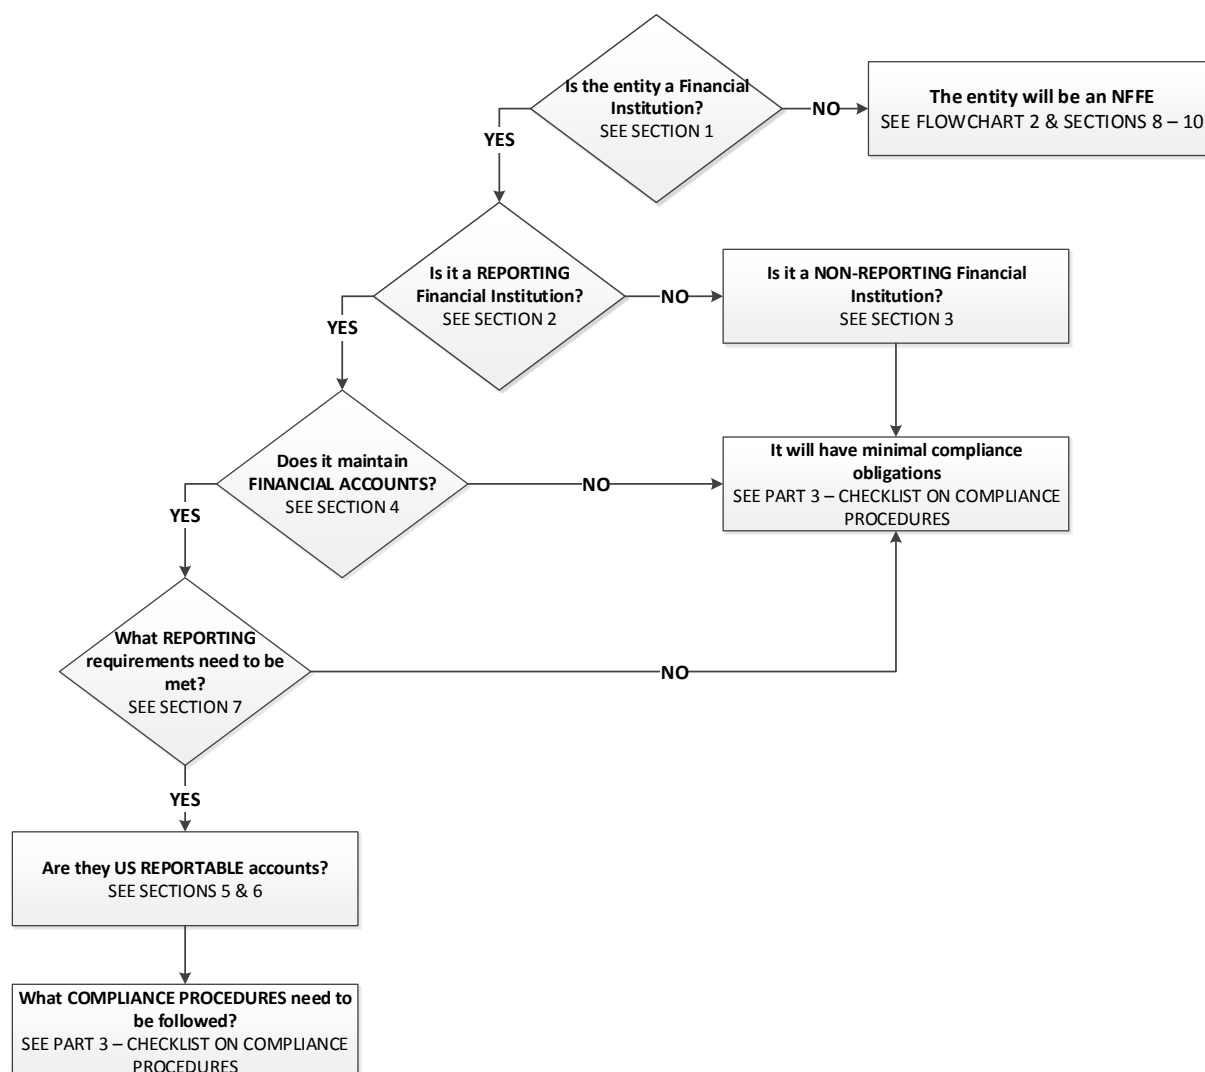 Is the entity a Financial
Institution?
SEE SECTION 1
NO
The entity will be an NFFE
SEE FLOWCHART 2 & SECTIONS 8 – 10
YES
Is it a REPORTING
Financial Institution?
SEE SECTION 2
NO
Is it a NON-REPORTING Financial
Institution?
SEE SECTION 3
YES
Does it maintain
FINANCIAL ACCOUNTS?
SEE SECTION 4
NO
It will have minimal compliance
obligations
SEE PART 3 – CHECKLIST ON COMPLIANCE
PROCEDURES
YES
What REPORTING
requirements need to be
met?
SEE SECTION 7
NO
YES
Are they US REPORTABLE accounts?
SEE SECTIONS 5 & 6
What COMPLIANCE PROCEDURES need to
be followed?
SEE PART 3 – CHECKLIST ON COMPLIANCE
PROCEDURES